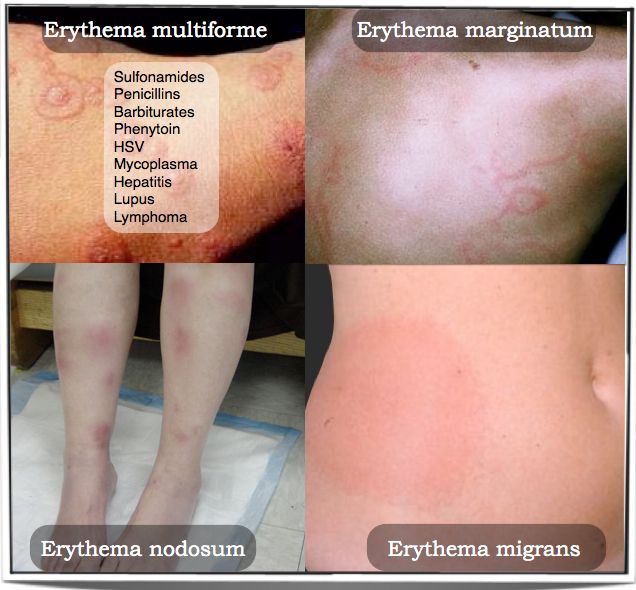 Erythema multiforme
Erythema marginatum
Sulfonamides
Penicillins
Barbiturates
Phenytoin
HSV
Mycoplasma
Hepatitis
Lupus
Lymphoma
Erythema nodosum
Erythema migrans